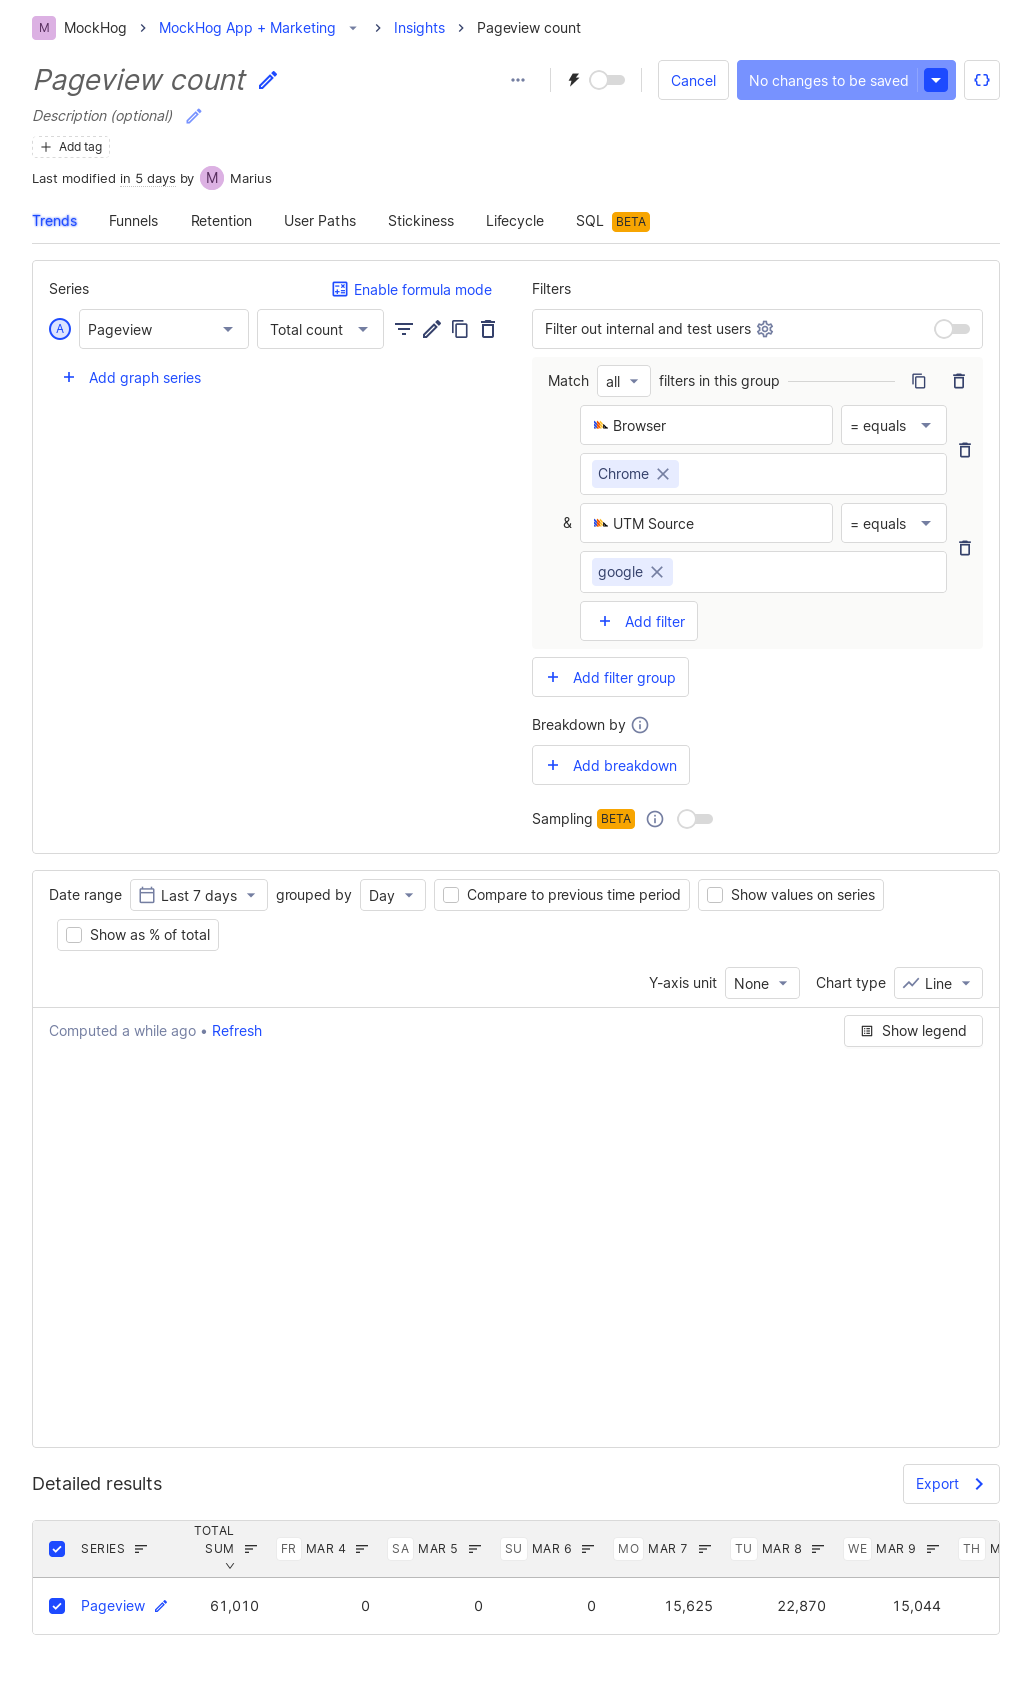 M MockHog MockHog App + Marketing Insights Pageview count
Pageview count Cancel No changes to be saved
Description (optional)
Add tag
Last modified in 5 days by M Marius
Trends Funnels Retention User Paths Stickiness Lifecycle SQL BETA
Series Enable formula mode Filters
A Pageview Total count Filter out internal and test users
Add graph series Match all filters in this group
Browser = equals
Chrome
& UTM Source = equals
google
Add filter
Add filter group
Breakdown by
Add breakdown
Sampling BETA
Date range Last 7 days grouped by Day Compare to previous time period Show values on series
Show as % of total
Y-axis unit None Chart type Line
Computed a while ago • Refresh Show legend
Detailed results Export
SERIES TOTAL SUM FR MAR 4 SA MAR 5 SU MAR 6 MO MAR 7 TU MAR 8 WE MAR 9 TH
Pageview 61,010 0 0 0 15,625 22,870 15,044